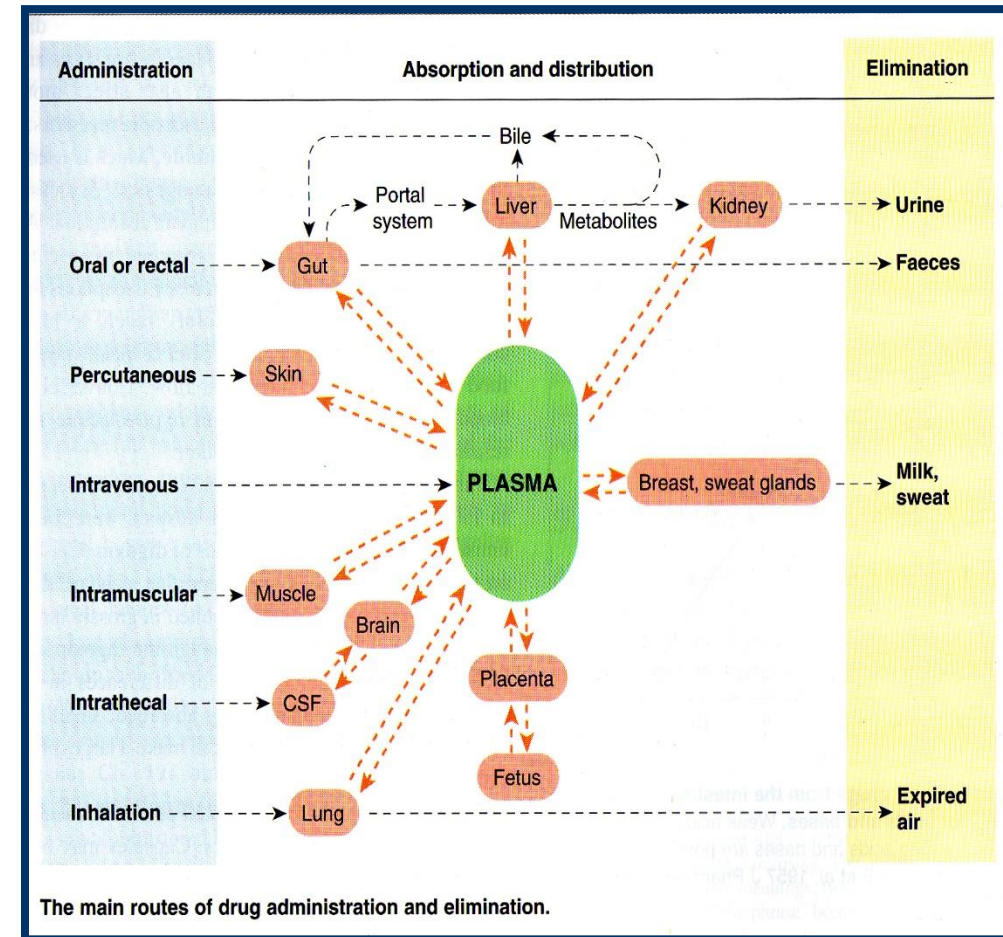 Administration
Absorption and distribution
Elimination
Bile
Portal
system
Liver
Metabolites
Kidney
Urine
Oral or rectal
Gut
Faeces
Percutaneous
Skin
Intravenous
PLASMA
Breast, sweat glands
Milk,
sweat
Intramuscular
Muscle
Brain
Intrathecal
CSF
Placenta
Fetus
Inhalation
Lung
Expired
air
The main routes of drug administration and elimination.